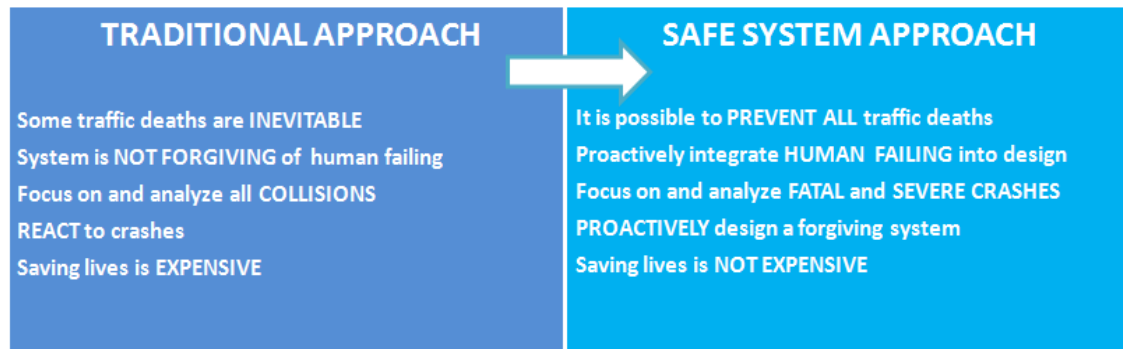 TRADITIONAL APPROACH
Some traffic deaths are INEVITABLE
System is NOT FORGIVING of human failing
Focus on and analyze all COLLISIONS
REACT to crashes
Saving lives is EXPENSIVE
SAFE SYSTEM APPROACH
It is possible to PREVENT ALL traffic deaths
Proactively integrate HUMAN FAILING into design
Focus on and analyze FATAL and SEVERE CRASHES
PROACTIVELY design a forgiving system
Saving lives is NOT EXPENSIVE